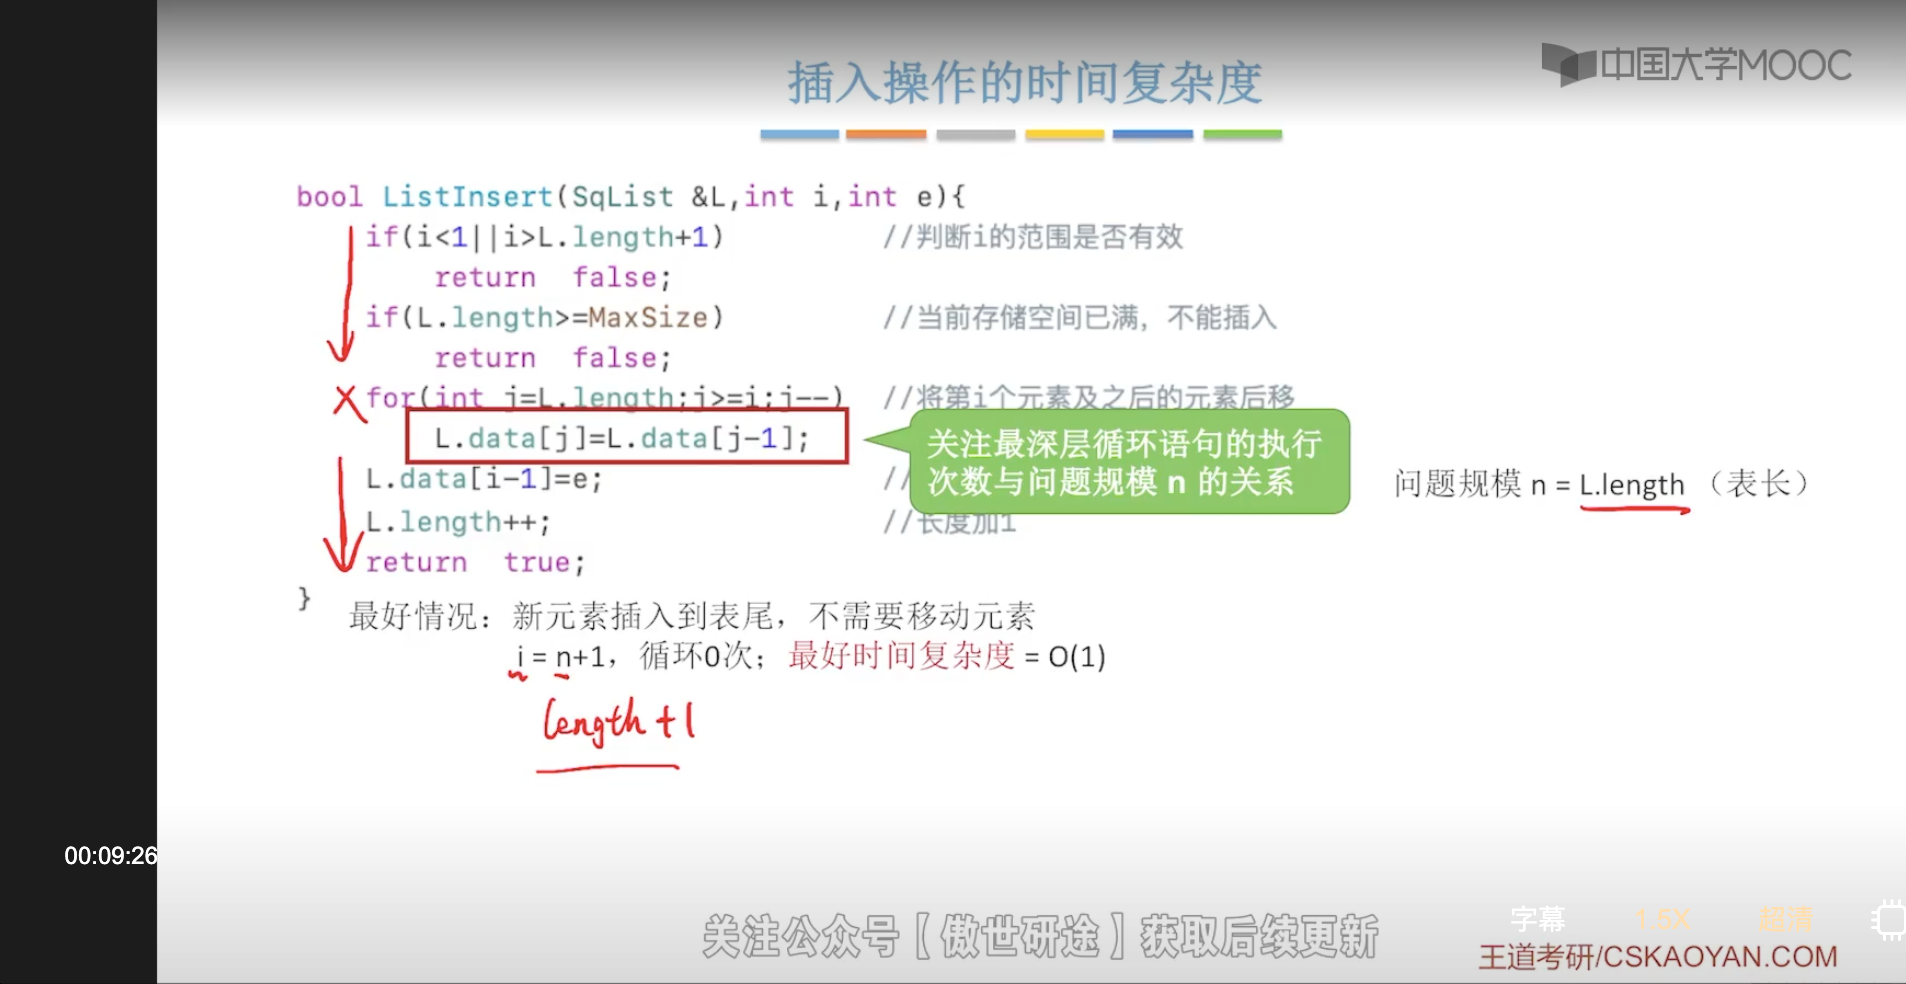 中国大学MOOC
插入操作的时间复杂度
bool ListInsert(SqList &L,int i,int e){
if(i<1||i>L.length+1) //判断i的范围是否有效
return false;
if(L.length>=MaxSize) //当前存储空间已满，不能插入
return false;
for(int j=L.length;j>=i;j--) //将第i个元素及之后的元素后移
L.data[j]=L.data[j-1];
关注最深层循环语句的执行
次数与问题规模 n 的关系
L.data[i-1]=e; //
问题规模 n = L.length （表长）
L.length++; //长度加1
return true;
}
最好情况：新元素插入到表尾，不需要移动元素
i = n+1，循环0次；最好时间复杂度 = O(1)
length+1
00:09:26
字幕 1.5X 超清
关注公众号【傲世研途】获取后续更新
王道考研/CSKAOYAN.COM